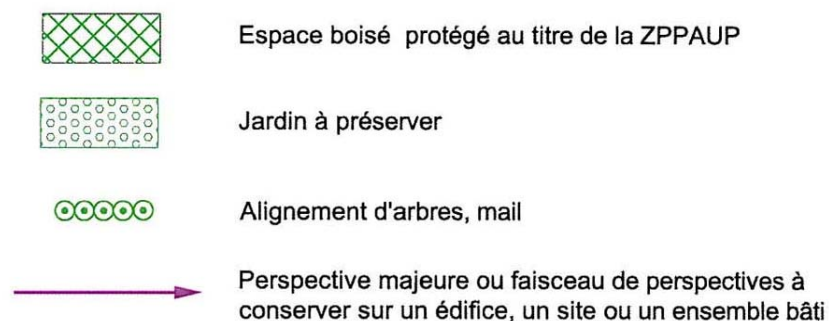 Espace boisé protégé au titre de la ZPPAUP
Jardin à préserver
Alignement d'arbres, mail
Perspective majeure ou faisceau de perspectives à
conserver sur un édifice, un site ou un ensemble bâti